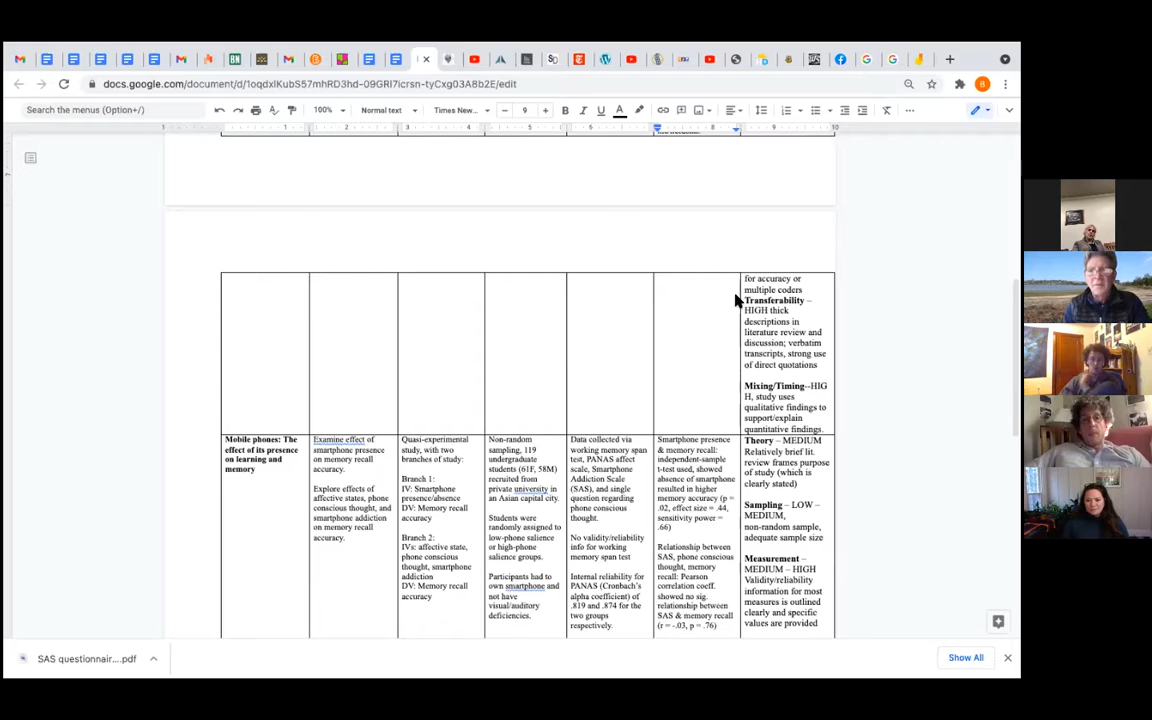 docs.google.com/document/d/1oqdxlKubS57mhRD3hd-09GRl7icrsn-tyCxg03A8b2E/edit
Search the menus (Option+/)
100%
Normal text
Times New...
9
1 1 2 3 4 5 6 7 8 9 10
for accuracy or
multiple coders
Transferability –
HIGH thick
descriptions in
literature review and
discussion; verbatim
transcripts, strong use
of direct quotations
Mixing/Timing--HIG
H, study uses
qualitative findings to
support/explain
quantitative findings.
Mobile phones: The
effect of its presence
on learning and
memory
Examine effect of
smartphone presence
on memory recall
accuracy.
Explore effects of
affective states, phone
conscious thought, and
smartphone addiction
on memory recall
accuracy.
Quasi-experimental
study, with two
branches of study:
Branch 1:
IV: Smartphone
presence/absence
DV: Memory recall
accuracy
Branch 2:
IVs: affective state,
phone conscious
thought, smartphone
addiction
DV: Memory recall
accuracy
Non-random
sampling, 119
undergraduate
students (61F, 58M)
recruited from
private university in
an Asian capital city.
Students were
randomly assigned to
low-phone salience
or high-phone
salience groups.
Participants had to
own smartphone and
not have
visual/auditory
deficiencies.
Data collected via
working memory span
test, PANAS affect
scale, Smartphone
Addiction Scale
(SAS), and single
question regarding
phone conscious
thought.
No validity/reliability
info for working
memory span test
Internal reliability for
PANAS (Cronbach's
alpha coefficient) of
.819 and .874 for the
two groups
respectively.
Smartphone presence
& memory recall:
independent-sample
t-test used, showed
absence of smartphone
resulted in higher
memory accuracy (p =
.02, effect size = .44,
sensitivity power =
.66)
Relationship between
SAS, phone conscious
thought, memory
recall: Pearson
correlation coeff.
showed no sig.
relationship between
SAS & memory recall
(r = -.03, p = .76)
Theory – MEDIUM
Relatively brief lit.
review frames purpose
of study (which is
clearly stated)
Sampling – LOW –
MEDIUM,
non-random sample,
adequate sample size
Measurement –
MEDIUM – HIGH
Validity/reliability
information for most
measures is outlined
clearly and specific
values are provided
SAS questionnair....pdf
Show All